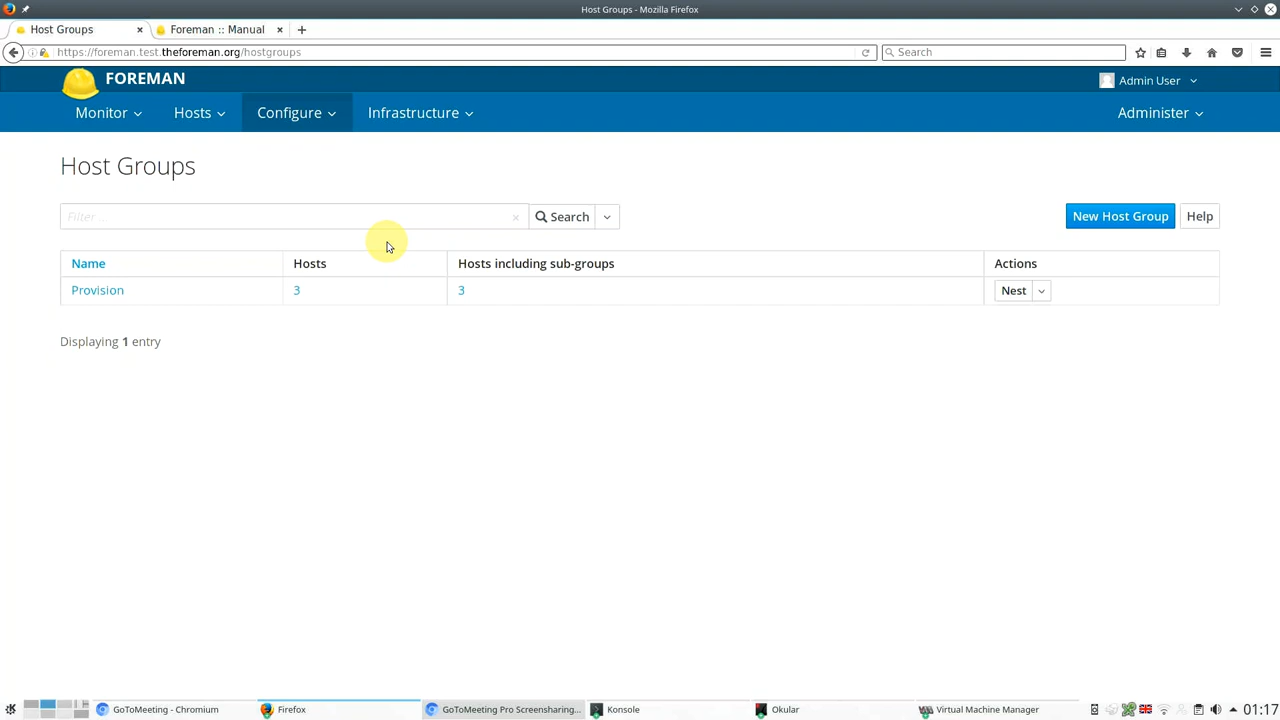 Host Groups - Mozilla Firefox
Host Groups
Foreman :: Manual
https://foreman.test.theforeman.org/hostgroups
Search
FOREMAN
Admin User
Monitor
Hosts
Configure
Infrastructure
Administer
Host Groups
Filter ...
Search
New Host Group
Help
Name
Hosts
Hosts including sub-groups
Actions
Provision
3
3
Nest
Displaying 1 entry
GoToMeeting - Chromium
Firefox
GoToMeeting Pro Screensharing...
Konsole
Okular
Virtual Machine Manager
01:17